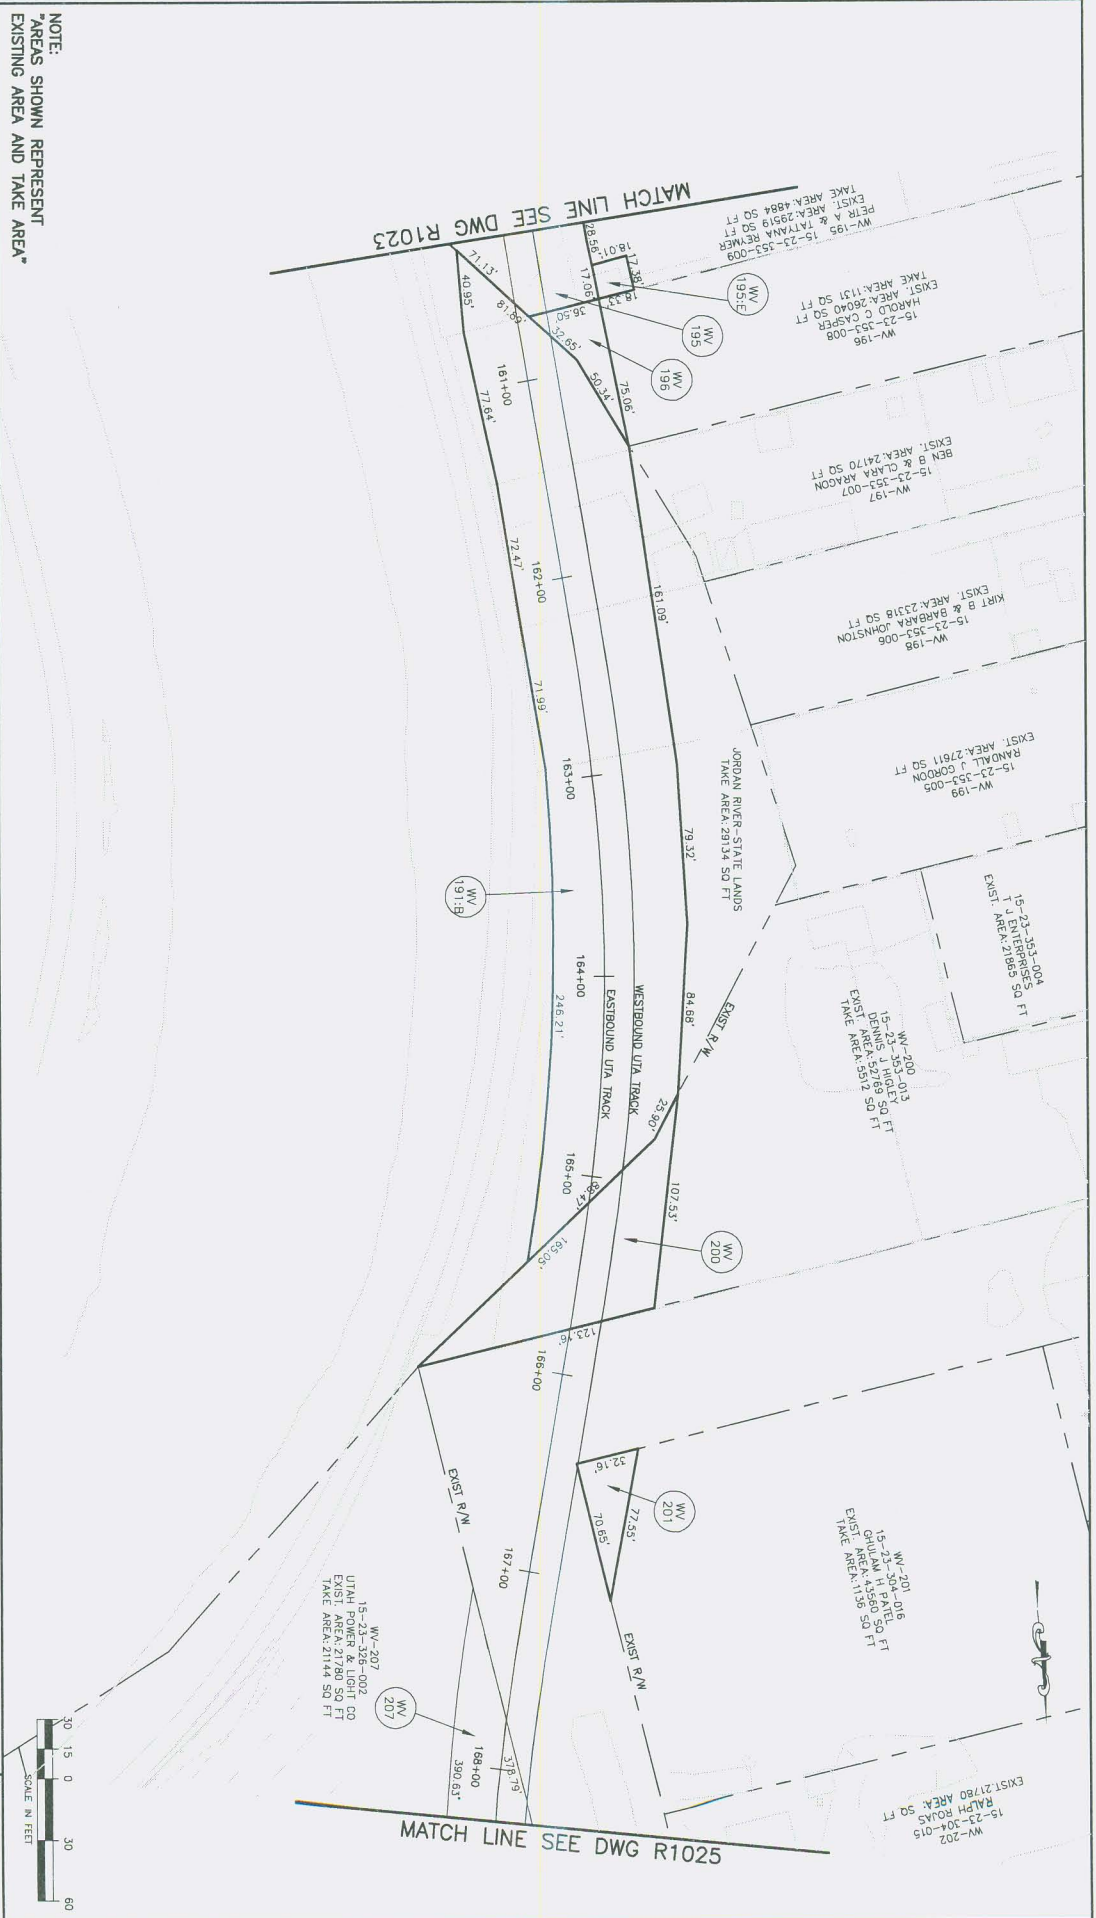 NOTE:
"AREAS SHOWN REPRESENT
EXISTING AREA AND TAKE AREA"
MATCH LINE SEE DWG R1023
WV-195
15-23-353-009
PETR A & TATYANA REYMER
EXIST. AREA:29519 SQ FT
TAKE AREA:4884 SQ FT
WV-196
15-23-353-008
HAROLD C CASPER
EXIST. AREA:26040 SQ FT
TAKE AREA:1131 SQ FT
WV-197
15-23-353-007
BEN B & CLARA ARAGON
EXIST. AREA:24170 SQ FT
WV-198
15-23-353-006
KIRT B & BARBARA JOHNSTON
EXIST. AREA:23318 SQ FT
WV-199
15-23-353-005
RANDALL J GORDON
EXIST. AREA:27611 SQ FT
15-23-353-004
T J ENTERPRISES
EXIST. AREA:21865 SQ FT
WV-200
15-23-353-013
DENNIS J HIGLEY
EXIST. AREA:52769 SQ FT
TAKE AREA:5512 SQ FT
WV-201
15-23-304-016
GHULAM H PATEL
EXIST. AREA:43560 SQ FT
TAKE AREA:1136 SQ FT
WV-202
15-23-304-015
RALPH ROJAS
EXIST.21780 AREA: SQ FT
JORDAN RIVER-STATE LANDS
TAKE AREA:29134 SQ FT
WV
195:E
WV
195
WV
196
WV
191:B
WV
200
WV
201
WV
207
28.56'
18.01'
17.38'
17.06'
18.33'
36.50'
71.13'
81.89'
32.65'
50.34'
75.06'
40.95'
77.64'
72.47'
71.99'
246.21'
161.09'
79.32'
84.68'
25.90'
107.53'
88.47'
165.05'
123.16'
32.16'
77.55'
70.65'
378.79'
390.63'
161+00
162+00
163+00
164+00
165+00
166+00
167+00
168+00
WESTBOUND UTA TRACK
EASTBOUND UTA TRACK
EXIST R/W
EXIST R/W
EXIST R/W
WV-207
15-23-326-002
UTAH POWER & LIGHT CO
EXIST. AREA:21780 SQ FT
TAKE AREA:21144 SQ FT
MATCH LINE SEE DWG R1025
30 15 0 30 60
SCALE IN FEET